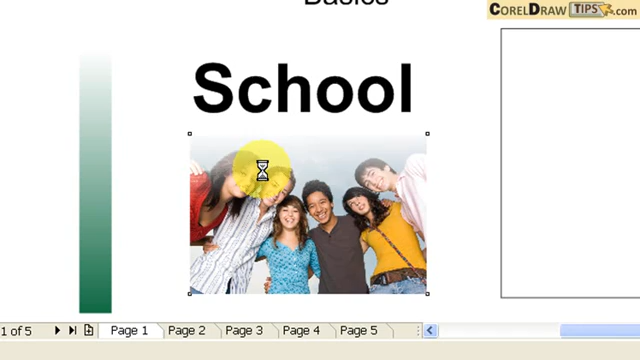 Basics
CORELDRAW TIPS.com
School
1 of 5 Page 1 Page 2 Page 3 Page 4 Page 5